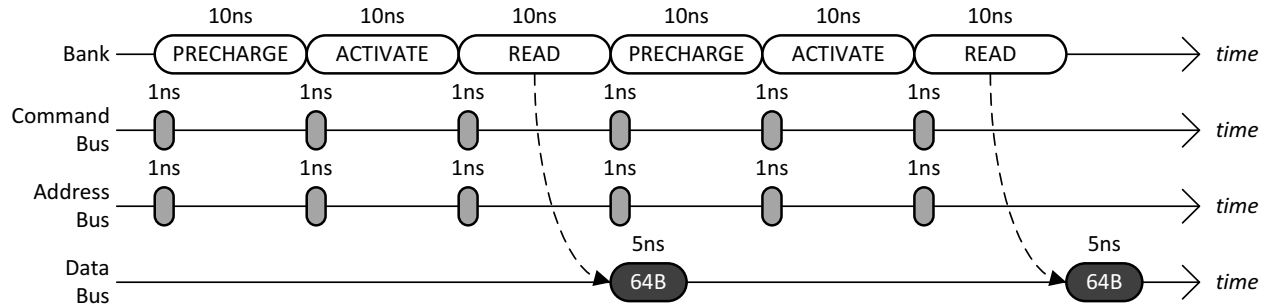 10ns 10ns 10ns 10ns 10ns 10ns
Bank PRECHARGE ACTIVATE READ PRECHARGE ACTIVATE READ time
1ns 1ns 1ns 1ns 1ns 1ns
Command
Bus
time
1ns 1ns 1ns 1ns 1ns 1ns
Address
Bus
time
5ns 5ns
Data
Bus
64B 64B time